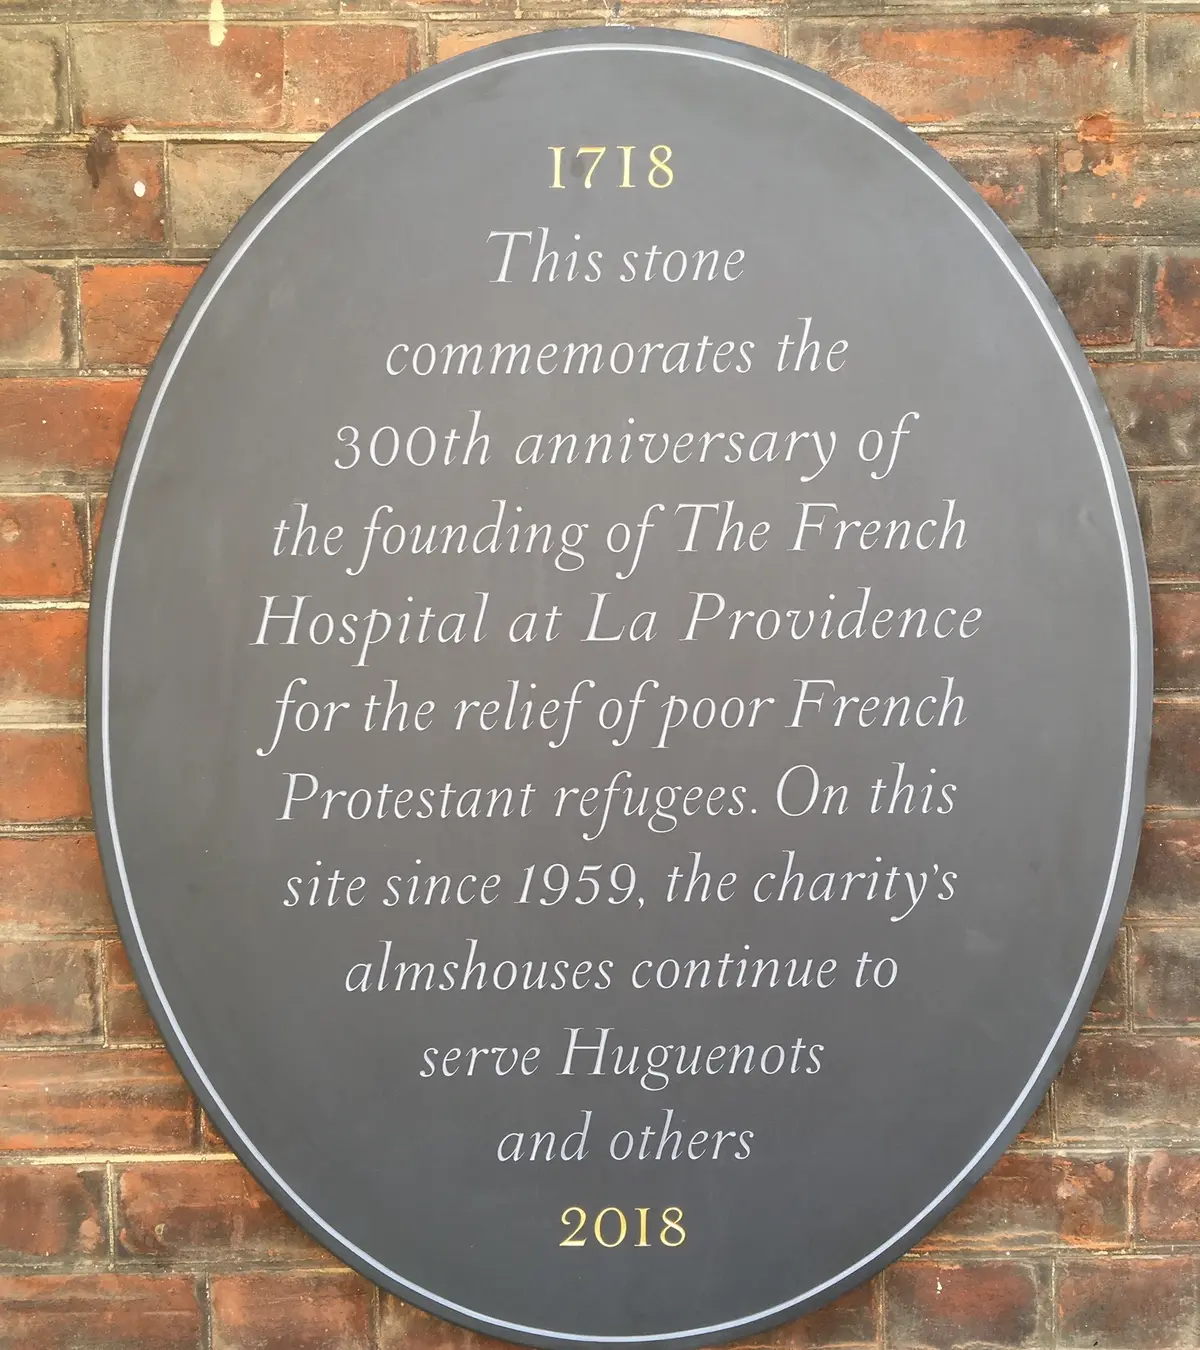 1718
This stone
commemorates the
300th anniversary of
the founding of The French
Hospital at La Providence
for the relief of poor French
Protestant refugees. On this
site since 1959, the charity's
almshouses continue to
serve Huguenots
and others
2018